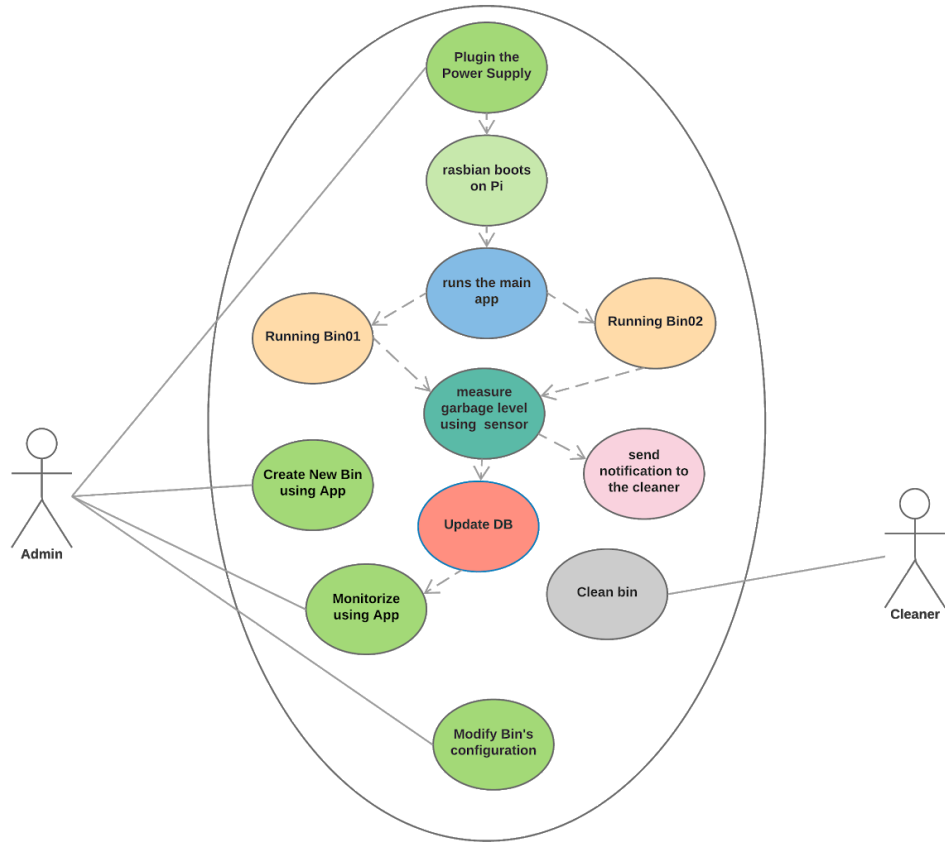 Plugin the
Power Supply
rasbian boots
on Pi
runs the main
app
Running Bin01
Running Bin02
measure
garbage level
using sensor
send
notification to
the cleaner
Create New Bin
using App
Update DB
Admin
Clean bin
Cleaner
Monitorize
using App
Modify Bin's
configuration